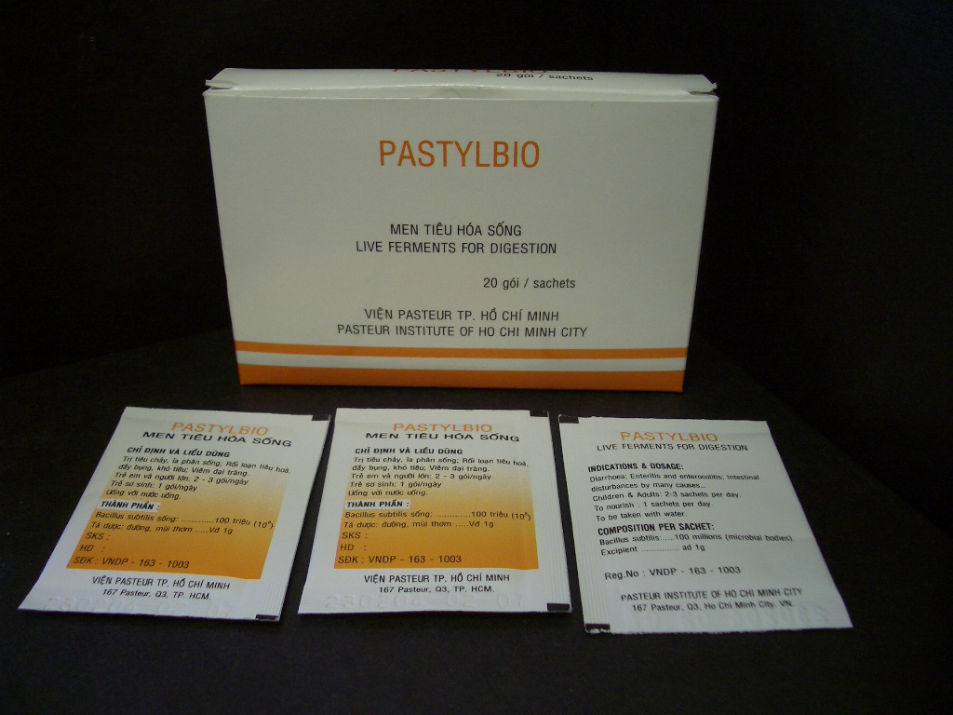 PASTYLBIO
20 gói / sachets
PASTYLBIO
MEN TIÊU HÓA SỐNG
LIVE FERMENTS FOR DIGESTION
20 gói / sachets
VIỆN PASTEUR TP. HỒ CHÍ MINH
PASTEUR INSTITUTE OF HO CHI MINH CITY
PASTYLBIO
MEN TIÊU HÓA SỐNG
CHỈ ĐỊNH VÀ LIỀU DÙNG
Trị tiêu chảy, ỉa phân sống; Rối loạn tiêu hoá,
đầy bụng, khó tiêu; Viêm đại tràng.
Trẻ em và người lớn: 2 - 3 gói/ngày
Trẻ sơ sinh: 1 gói/ngày
Uống với nước uống.
THÀNH PHẦN :
Bacillus subtilis sống: ............100 triệu (10⁸)
Tá dược: đường, mùi thơm .....Vđ 1g
SKS :
HD :
SĐK : VNDP - 163 - 1003
VIỆN PASTEUR TP. HỒ CHÍ MINH
167 Pasteur, Q3, TP. HCM.
PASTYLBIO
MEN TIÊU HÓA SỐNG
CHỈ ĐỊNH VÀ LIỀU DÙNG
Trị tiêu chảy, ỉa phân sống; Rối loạn tiêu hoá,
đầy bụng, khó tiêu; Viêm đại tràng.
Trẻ em và người lớn: 2 - 3 gói/ngày
Trẻ sơ sinh: 1 gói/ngày
Uống với nước uống.
THÀNH PHẦN :
Bacillus subtilis sống: ............100 triệu (10⁸)
Tá dược: đường, mùi thơm .....Vđ 1g
SKS :
HD :
SĐK : VNDP - 163 - 1003
VIỆN PASTEUR TP. HỒ CHÍ MINH
167 Pasteur, Q3, TP. HCM.
PASTYLBIO
LIVE FERMENTS FOR DIGESTION
INDICATIONS & DOSAGE:
Diarrhoea; Enteritis and enterocolitis; Intestinal
disturbances by many causes...
Children & Adults: 2-3 sachets per day.
To nourish : 1 sachets per day
To be taken with water.
COMPOSITION PER SACHET:
Bacillus subtilis:.....100 millions (microbial bodies)
Excipient ............. ad 1g
Reg.No : VNDP - 163 - 1003
PASTEUR INSTITUTE OF HO CHI MINH CITY
167 Pasteur, Q3, Ho Chi Minh City. VN.